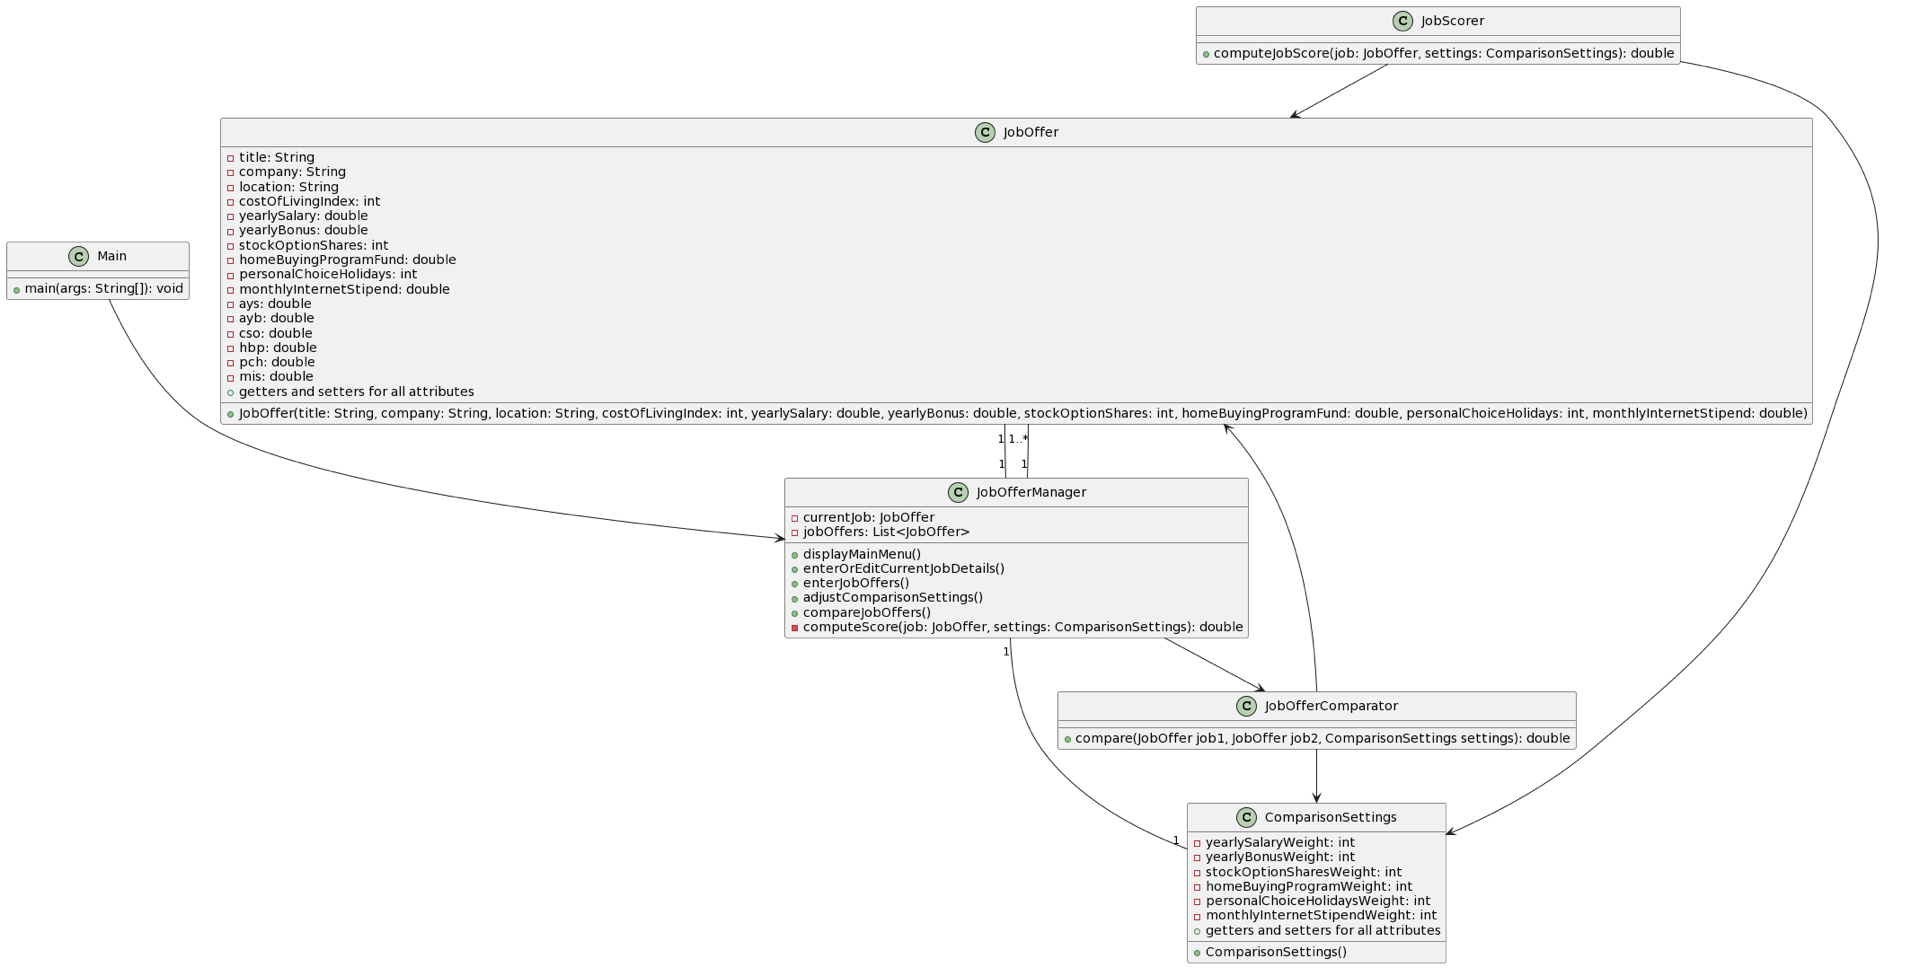 C JobScorer
computeJobScore(job: JobOffer, settings: ComparisonSettings): double
C JobOffer
title: String
company: String
location: String
costOfLivingIndex: int
yearlySalary: double
yearlyBonus: double
stockOptionShares: int
homeBuyingProgramFund: double
personalChoiceHolidays: int
monthlyInternetStipend: double
ays: double
ayb: double
cso: double
hbp: double
pch: double
mis: double
getters and setters for all attributes
JobOffer(title: String, company: String, location: String, costOfLivingIndex: int, yearlySalary: double, yearlyBonus: double, stockOptionShares: int, homeBuyingProgramFund: double, personalChoiceHolidays: int, monthlyInternetStipend: double)
C Main
main(args: String[]): void
1 1..*
1 1
C JobOfferManager
currentJob: JobOffer
jobOffers: List<JobOffer>
displayMainMenu()
enterOrEditCurrentJobDetails()
enterJobOffers()
adjustComparisonSettings()
compareJobOffers()
computeScore(job: JobOffer, settings: ComparisonSettings): double
1
C JobOfferComparator
compare(JobOffer job1, JobOffer job2, ComparisonSettings settings): double
1
C ComparisonSettings
yearlySalaryWeight: int
yearlyBonusWeight: int
stockOptionSharesWeight: int
homeBuyingProgramWeight: int
personalChoiceHolidaysWeight: int
monthlyInternetStipendWeight: int
getters and setters for all attributes
ComparisonSettings()